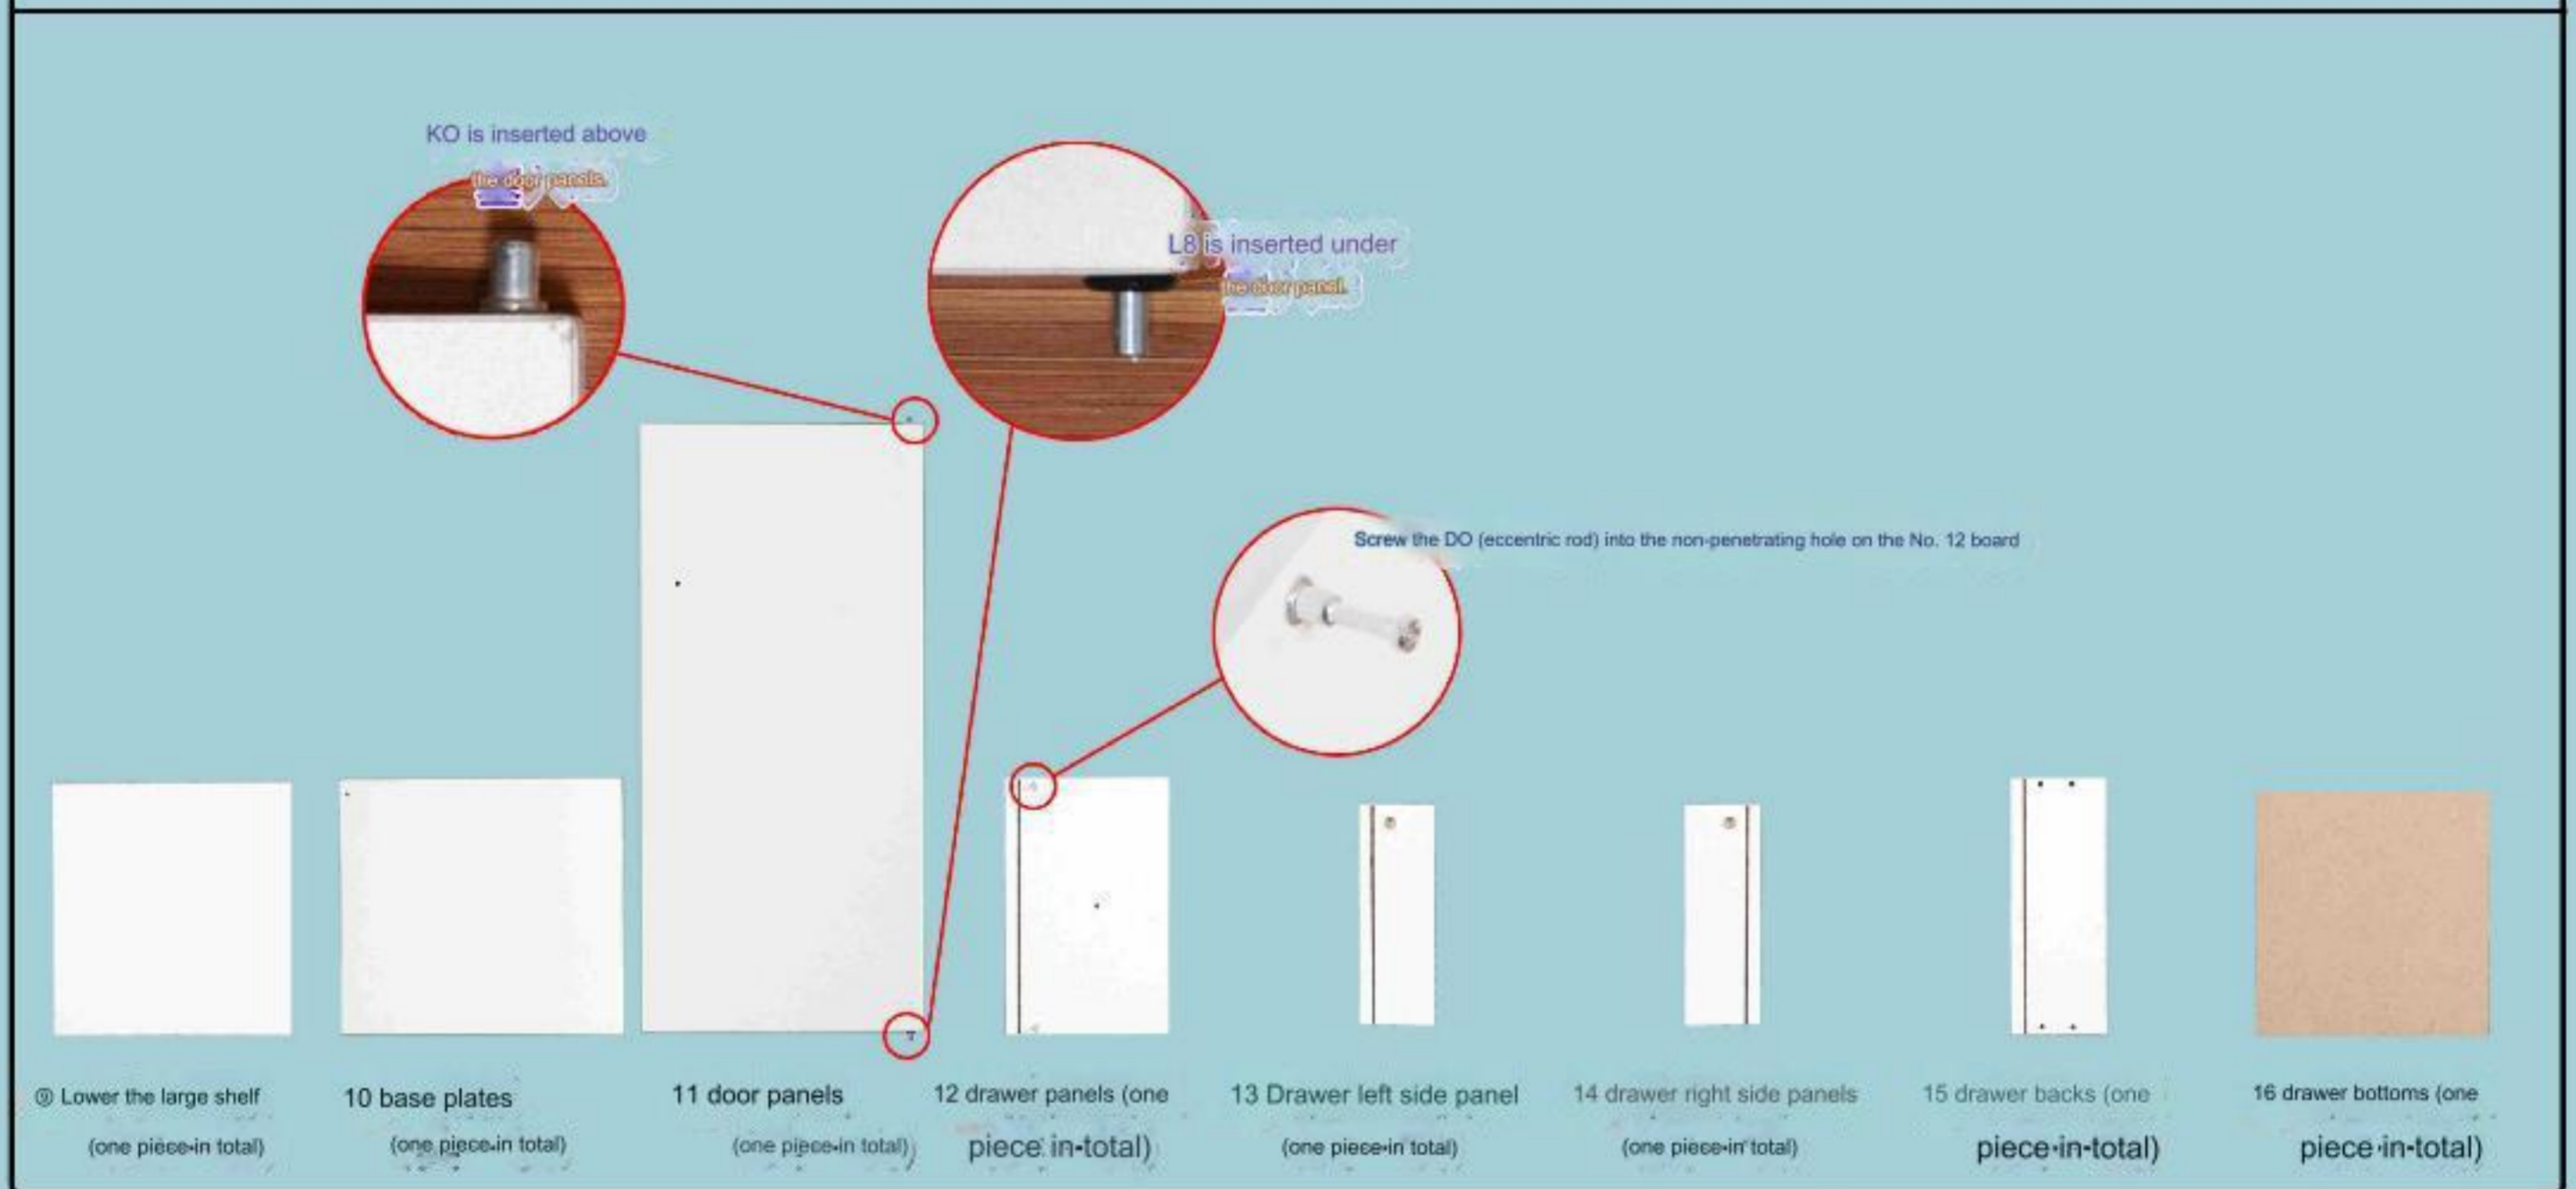 KO is inserted above
the door panels.
L8 is inserted under
the door panel.
Screw the DO (eccentric rod) into the non-penetrating hole on the No. 12 board
⑨ Lower the large shelf
(one piece-in total)
10 base plates
(one piece-in total)
11 door panels
(one piece-in total)
12 drawer panels (one
piece in-total)
13 Drawer left side panel
(one piece-in total)
14 drawer right side panels
(one piece-in total)
15 drawer backs (one
piece-in-total)
16 drawer bottoms (one
piece-in-total)